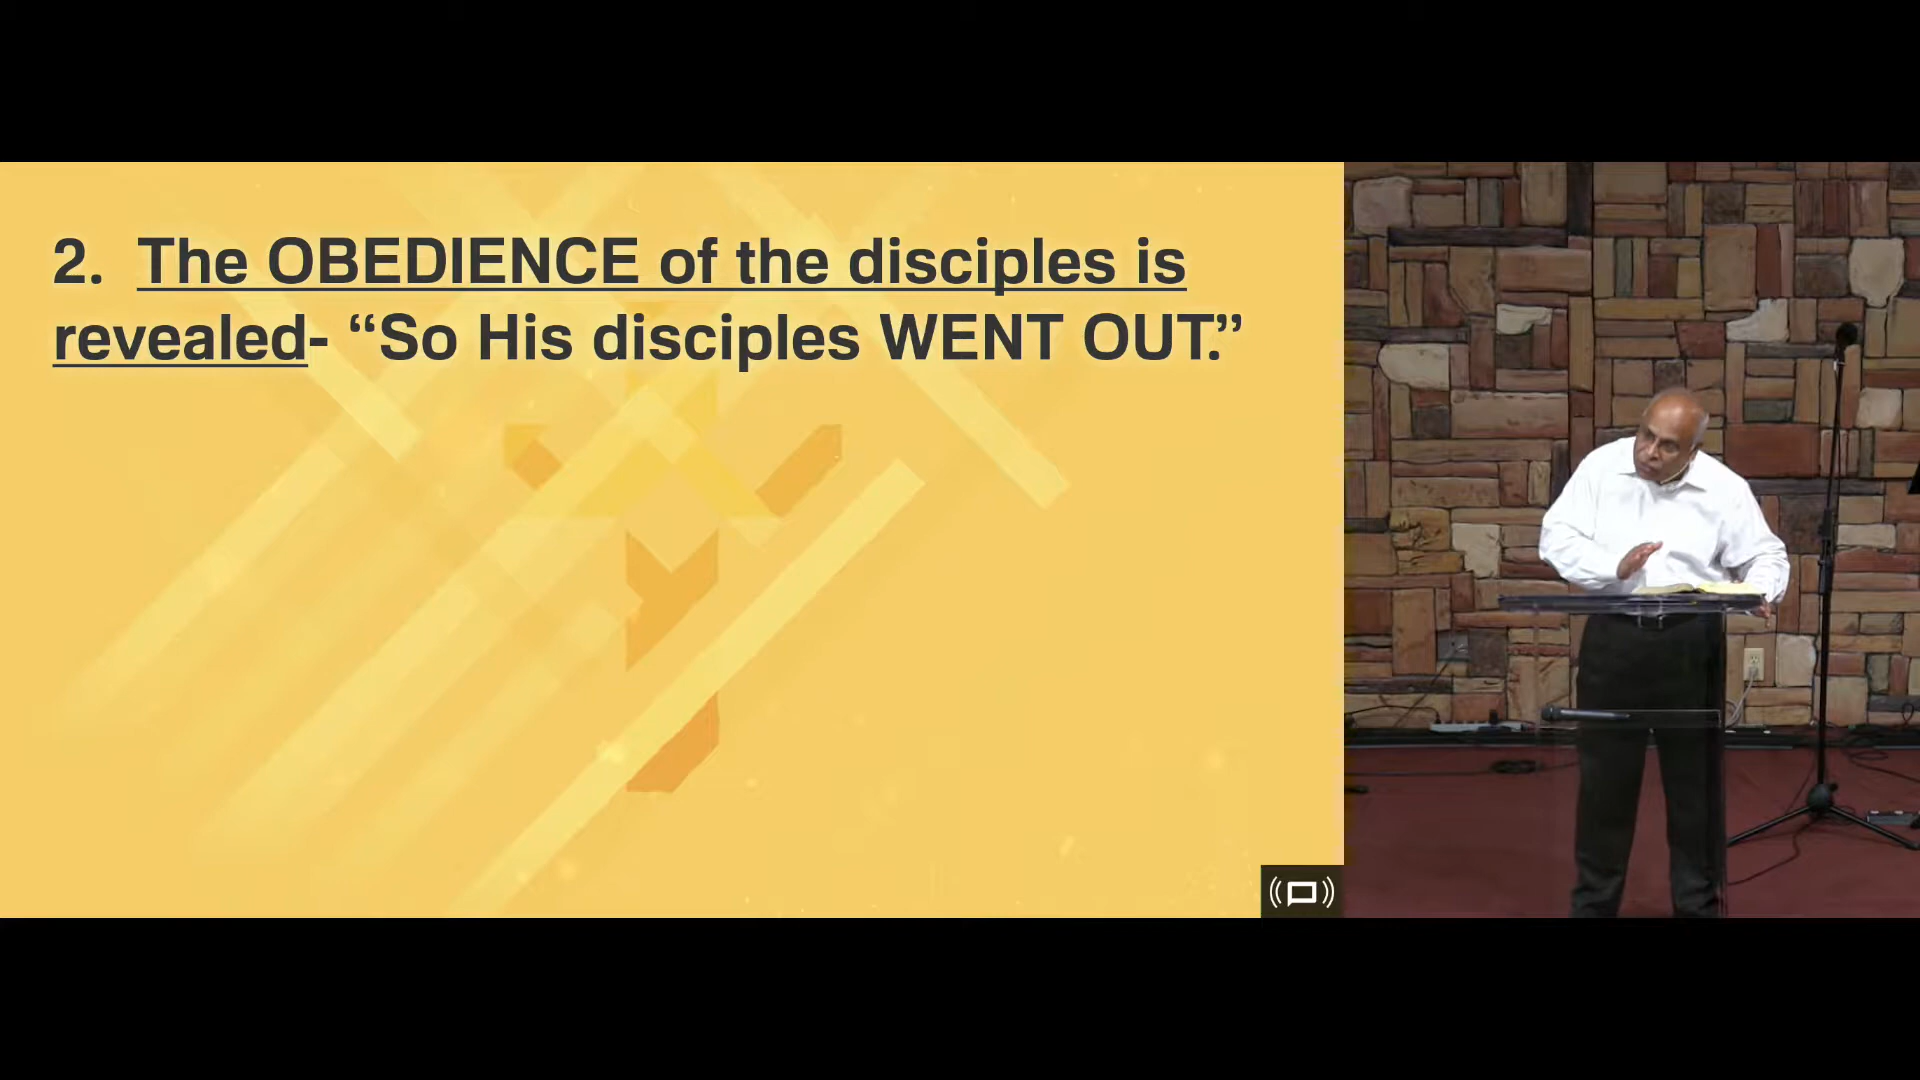 2. The OBEDIENCE of the disciples is
revealed- “So His disciples WENT OUT.”